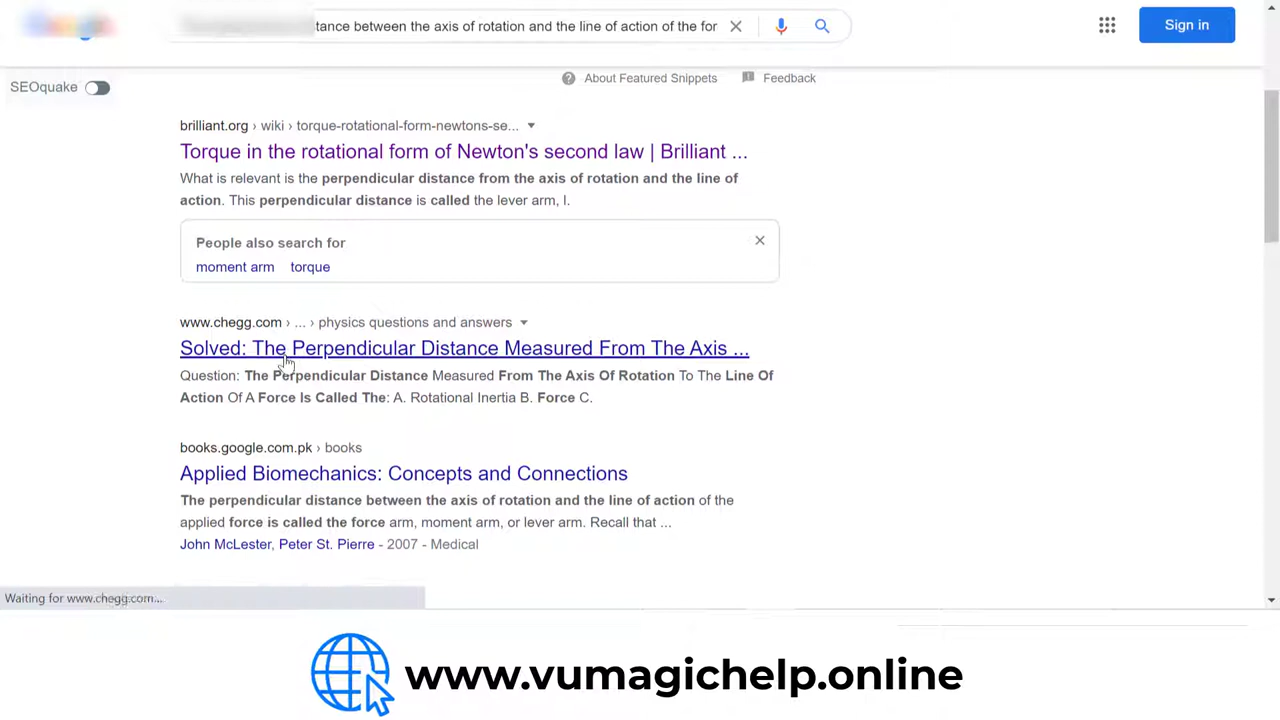 tance between the axis of rotation and the line of action of the for
Sign in
About Featured Snippets Feedback
SEOquake
brilliant.org › wiki › torque-rotational-form-newtons-se...
Torque in the rotational form of Newton's second law | Brilliant ...
What is relevant is the perpendicular distance from the axis of rotation and the line of
action. This perpendicular distance is called the lever arm, l.
People also search for
moment arm torque
www.chegg.com › ... › physics questions and answers
Solved: The Perpendicular Distance Measured From The Axis ...
Question: The Perpendicular Distance Measured From The Axis Of Rotation To The Line Of
Action Of A Force Is Called The: A. Rotational Inertia B. Force C.
books.google.com.pk › books
Applied Biomechanics: Concepts and Connections
The perpendicular distance between the axis of rotation and the line of action of the
applied force is called the force arm, moment arm, or lever arm. Recall that ...
John McLester, Peter St. Pierre - 2007 - Medical
Waiting for www.chegg.com...
www.vumagichelp.online